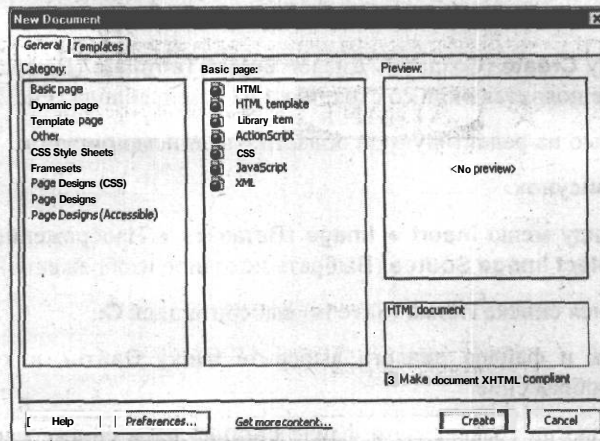 New Document
General Templates
Category:
Basic page
Dynamic page
Template page
Other
CSS Style Sheets
Framesets
Page Designs (CSS)
Page Designs
Page Designs (Accessible)
Basic page:
HTML
HTML template
Library item
ActionScript
CSS
JavaScript
XML
Preview:
<No preview>
HTML document
3 Make document XHTML compliant
[ Help
Preferences...
Get more content...
Create
Cancel